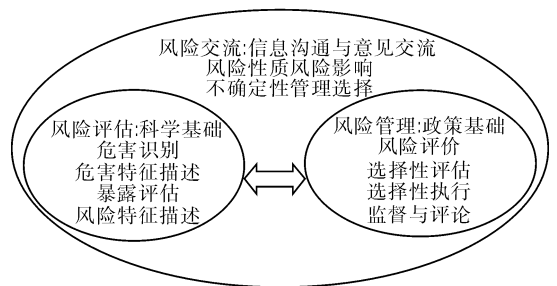 风险交流:信息沟通与意见交流
风险性质风险影响
不确定性管理选择
风险评估:科学基础
危害识别
危害特征描述
暴露评估
风险特征描述
风险管理:政策基础
风险评价
选择性评估
选择性执行
监督与评论